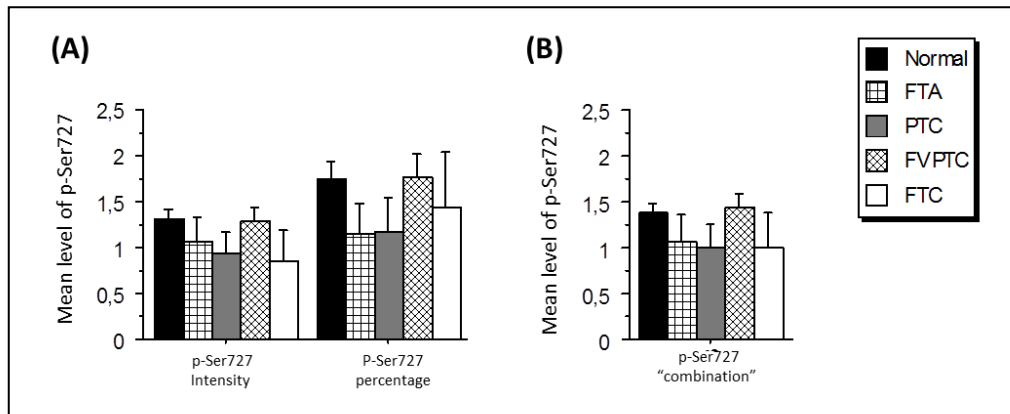 (A)
Mean level of p-Ser727
2,5
2
1,5
1
0,5
0
p-Ser727
Intensity
P-Ser727
percentage
(B)
Mean level of p-Ser727
2,5
2
1,5
1
0,5
0
p-Ser727
“combination”
Normal
FTA
PTC
FVPTC
FTC